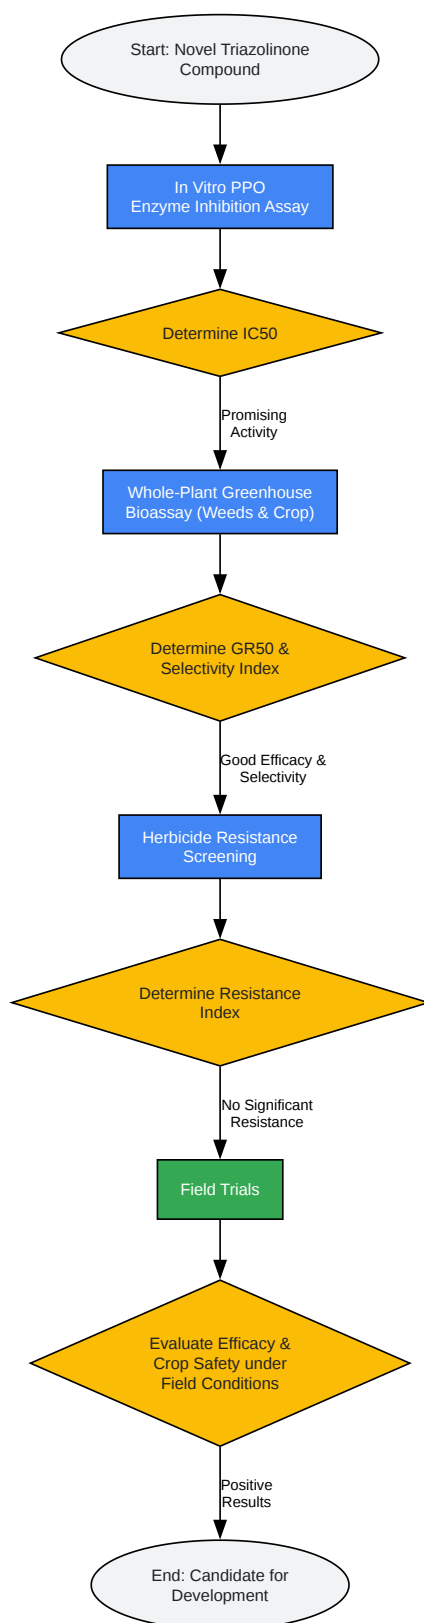 Start: Novel Triazolinone
Compound
In Vitro PPO
Enzyme Inhibition Assay
Determine IC50
Promising
Activity
Whole-Plant Greenhouse
Bioassay (Weeds & Crop)
Determine GR50 &
Selectivity Index
Good Efficacy &
Selectivity
Herbicide Resistance
Screening
Determine Resistance
Index
No Significant
Resistance
Field Trials
Evaluate Efficacy &
Crop Safety under
Field Conditions
Positive
Results
End: Candidate for
Development